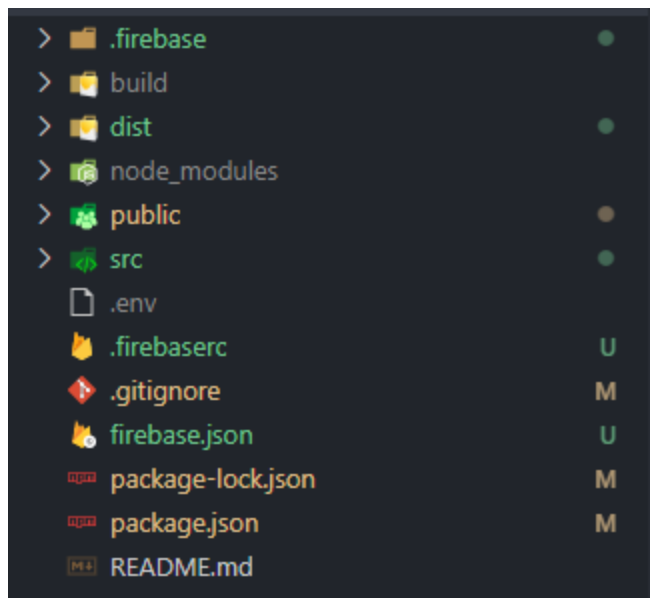 .firebase
build
dist
node_modules
public
src
.env
.firebaserc U
.gitignore M
firebase.json U
package-lock.json M
package.json M
README.md